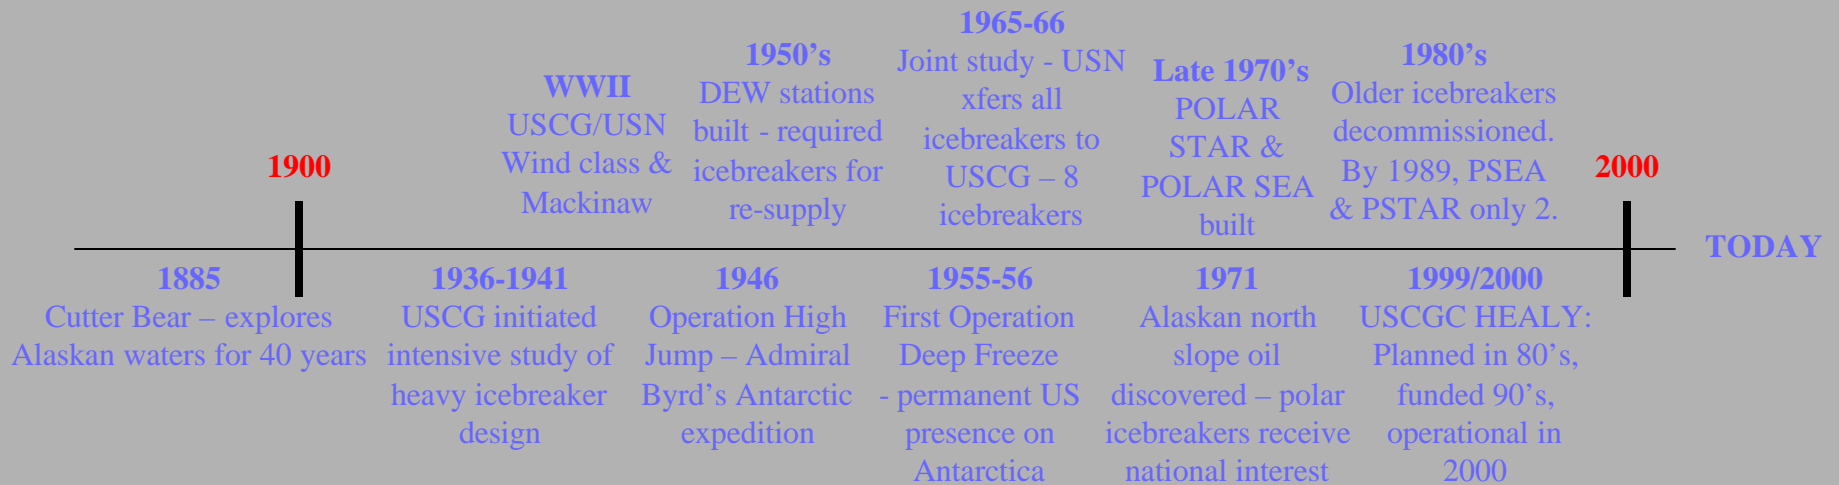 1965-66
Joint study - USN
xfers all
icebreakers to
USCG – 8
icebreakers
1950’s
DEW stations
built - required
icebreakers for
re-supply
1980’s
Older icebreakers
decommissioned.
By 1989, PSEA
& PSTAR only 2.
Late 1970’s
POLAR
STAR &
POLAR SEA
built
WWII
USCG/USN
Wind class &
Mackinaw
1900
2000
TODAY
1885
Cutter Bear – explores
Alaskan waters for 40 years
1936-1941
USCG initiated
intensive study of
heavy icebreaker
design
1946
Operation High
Jump – Admiral
Byrd’s Antarctic
expedition
1955-56
First Operation
Deep Freeze
- permanent US
presence on
Antarctica
1971
Alaskan north
slope oil
discovered – polar
icebreakers receive
national interest
1999/2000
USCGC HEALY:
Planned in 80’s,
funded 90’s,
operational in
2000